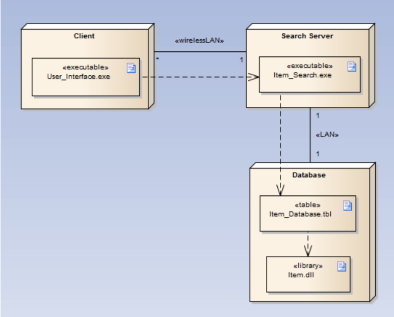 Client
«executable»
User_Interface.exe
«wirelessLAN»
*
1
Search Server
«executable»
Item_Search.exe
1
«LAN»
1
Database
«table»
Item_Database.tbl
«library»
Item.dll